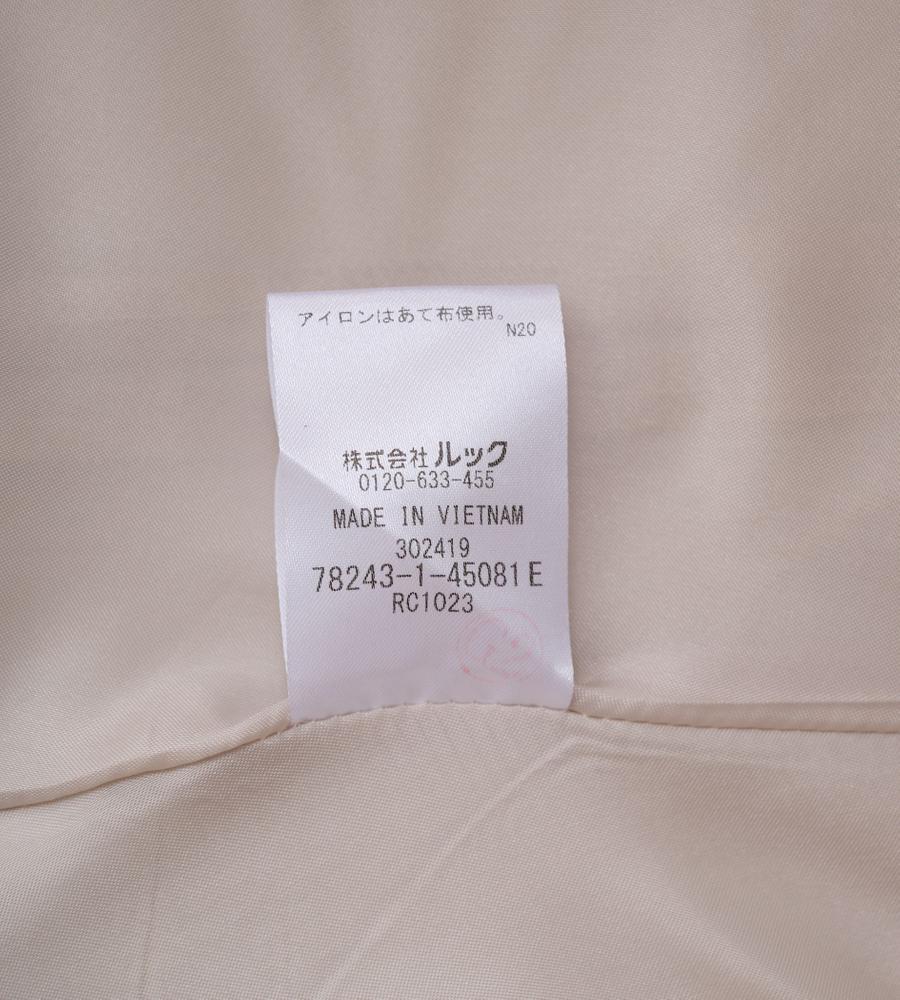 アイロンはあて布使用。
N20
株式会社ルック
0120-633-455
MADE IN VIETNAM
302419
78243-1-45081E
RC1023